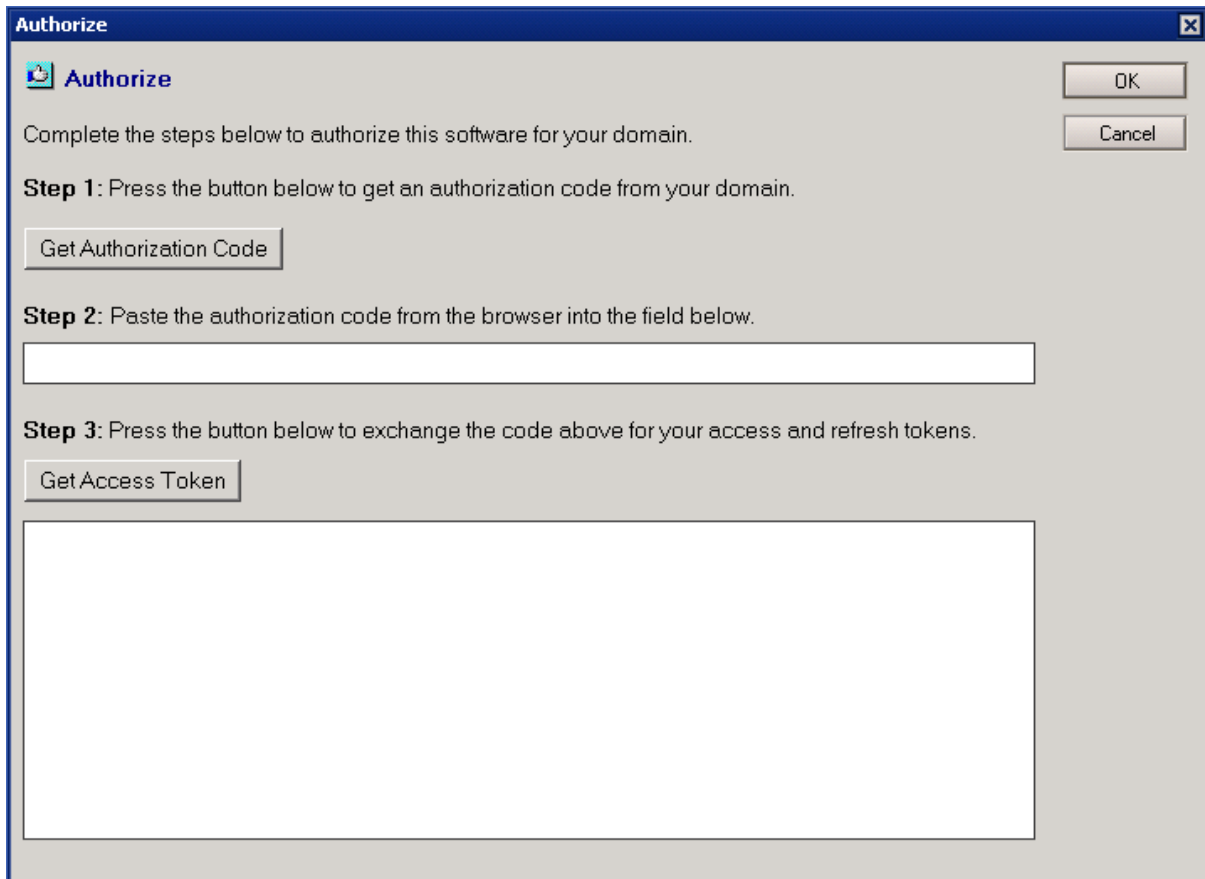 Authorize
Authorize
OK
Complete the steps below to authorize this software for your domain.
Cancel
Step 1: Press the button below to get an authorization code from your domain.
Get Authorization Code
Step 2: Paste the authorization code from the browser into the field below.
Step 3: Press the button below to exchange the code above for your access and refresh tokens.
Get Access Token